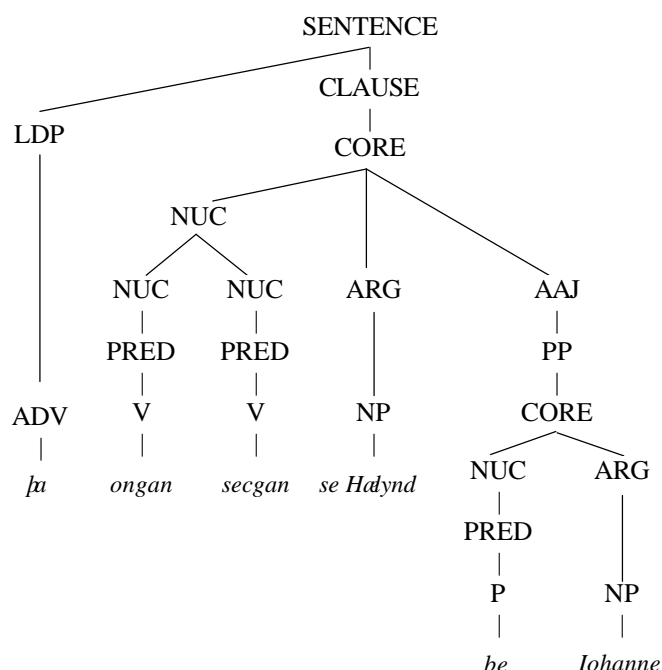 SENTENCE
CLAUSE
LDP
CORE
NUC
NUC NUC ARG AAJ
PRED PRED PP
ADV V V NP CORE
NUC ARG
þa ongan secgan se Hælynd
PRED
P NP
be Iohanne